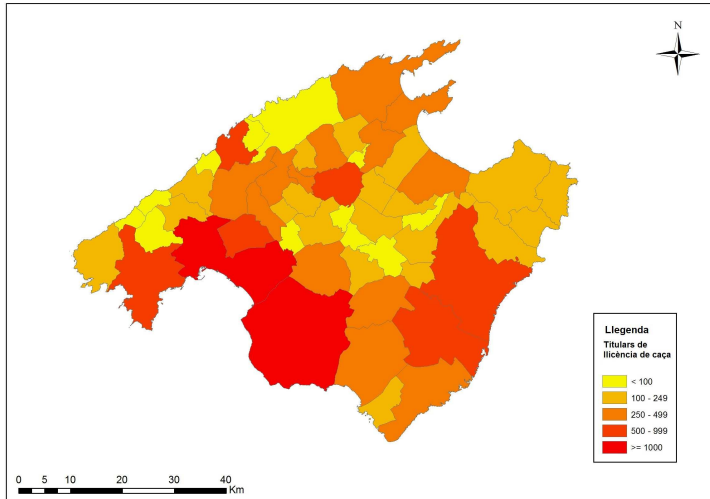 N
Llegenda
Titulars de
llicència de caça
< 100
100 - 249
250 - 499
500 - 999
>= 1000
0 5 10 20 30 40
Km